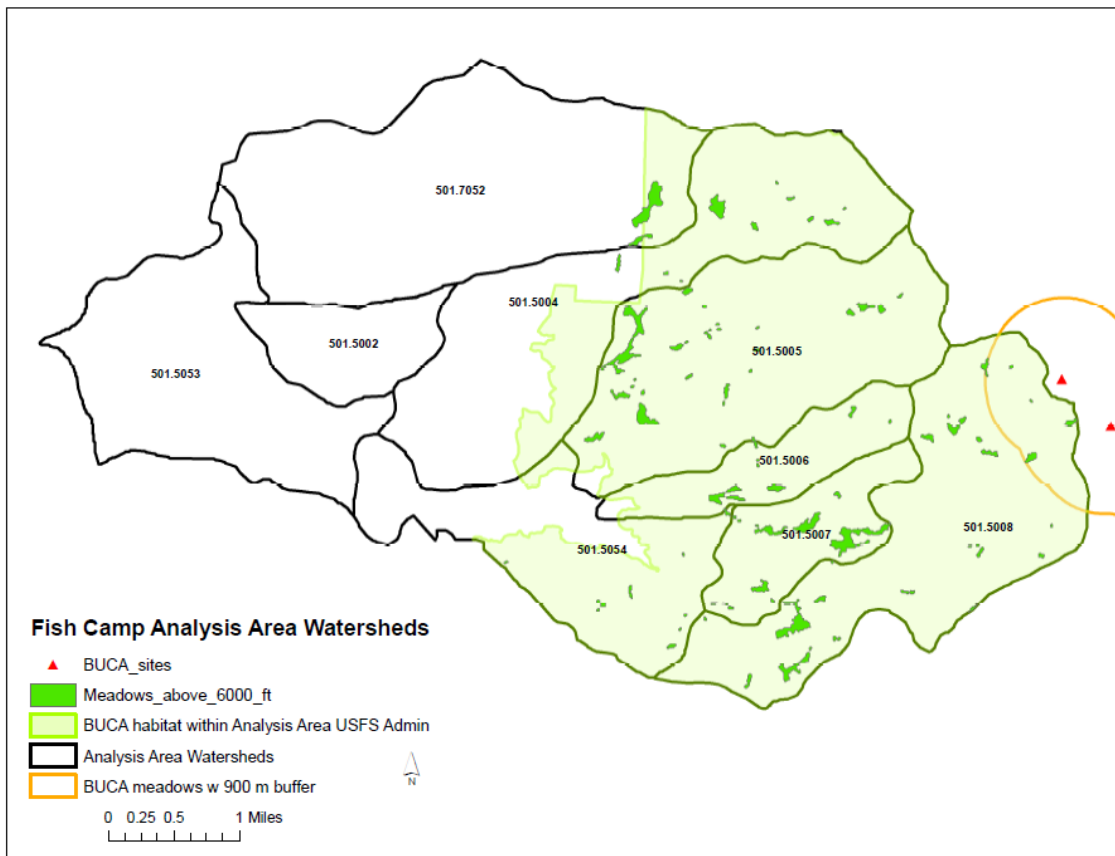 501.7052
501.5004
501.5002
501.5005
501.5053
501.5006
501.5008
501.5007
501.5054
Fish Camp Analysis Area Watersheds
BUCA_sites
Meadows_above_6000_ft
BUCA habitat within Analysis Area USFS Admin
Analysis Area Watersheds
BUCA meadows w 900 m buffer
N
0 0.25 0.5 1 Miles